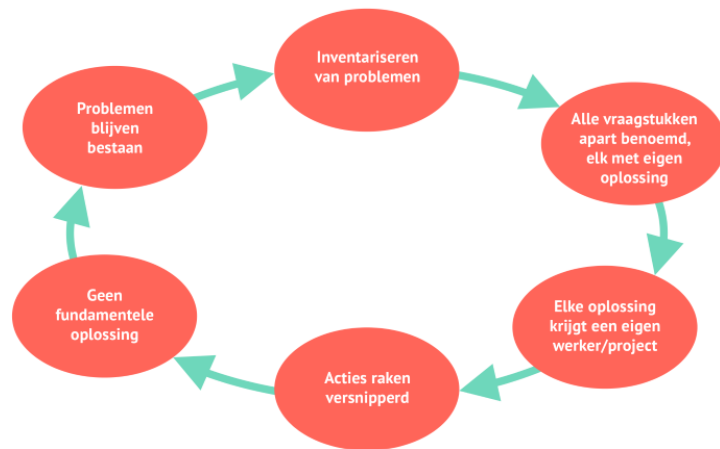 Inventariseren
van problemen
Alle vraagstukken
apart benoemd,
elk met eigen
oplossing
Elke oplossing
krijgt een eigen
werker/project
Acties raken
versnipperd
Geen
fundamentele
oplossing
Problemen
blijven
bestaan